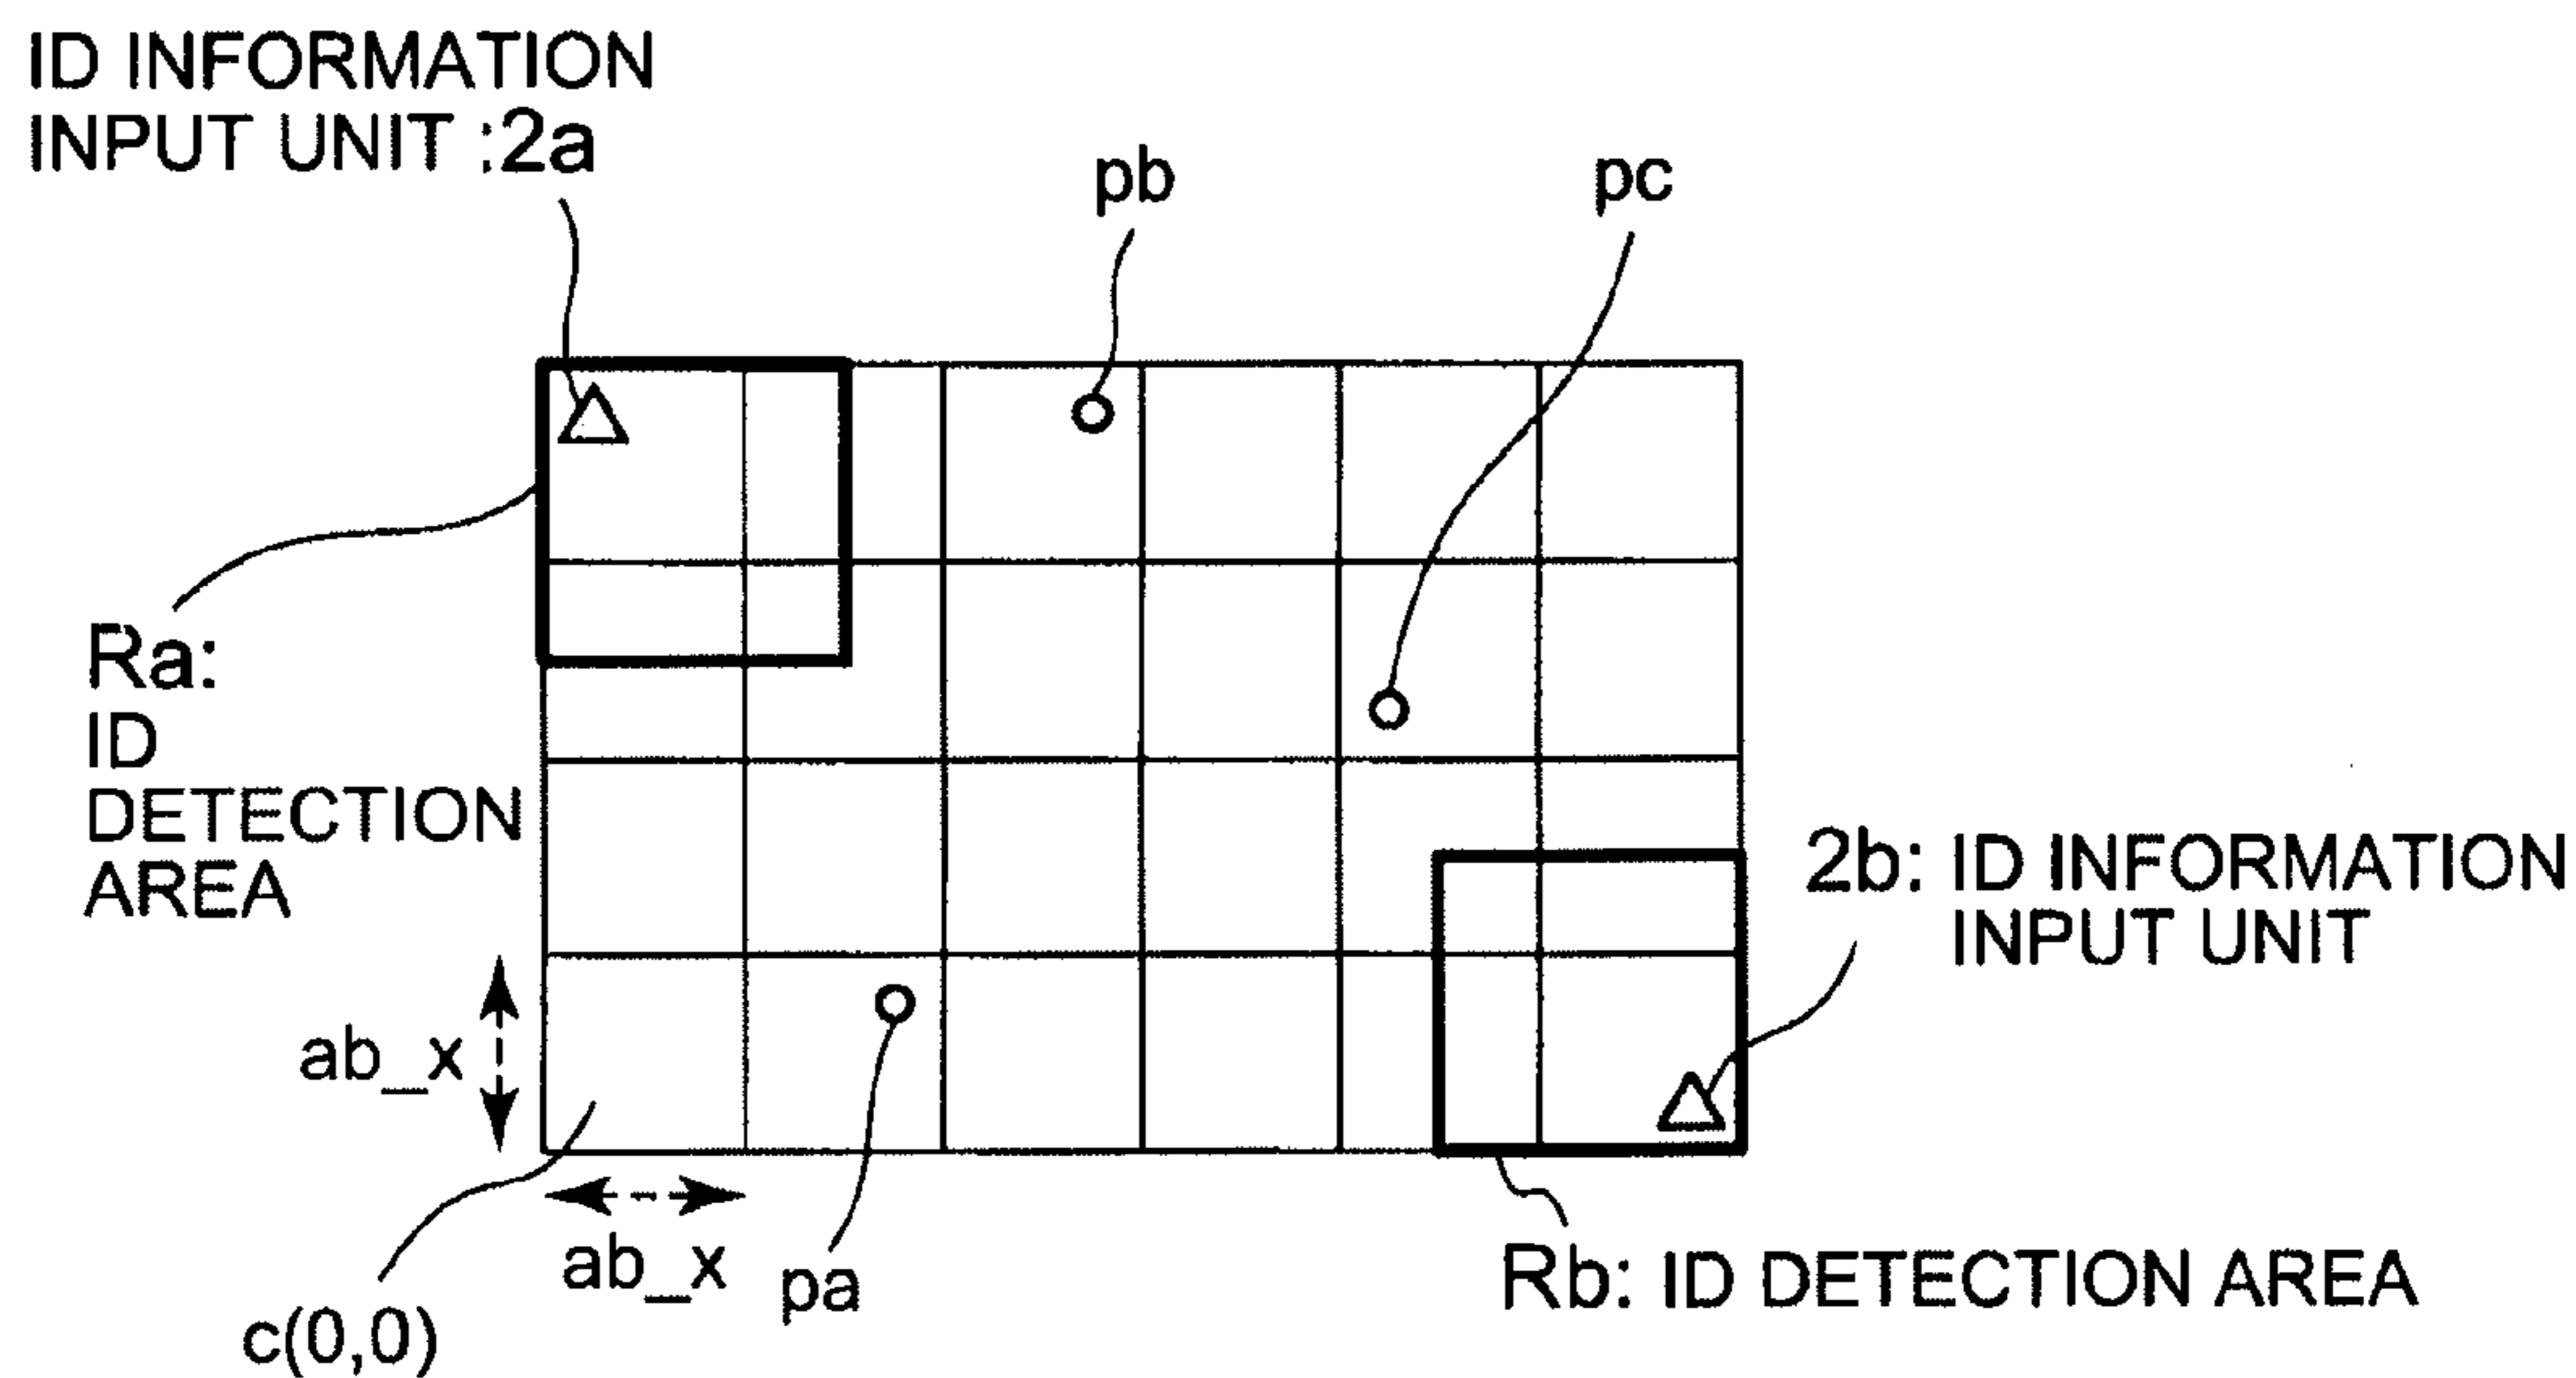 ID INFORMATION
INPUT UNIT :2a
pb
pc
Ra:
ID
DETECTION
AREA
2b: ID INFORMATION
INPUT UNIT
ab_x
ab_x
pa
c(0,0)
Rb: ID DETECTION AREA